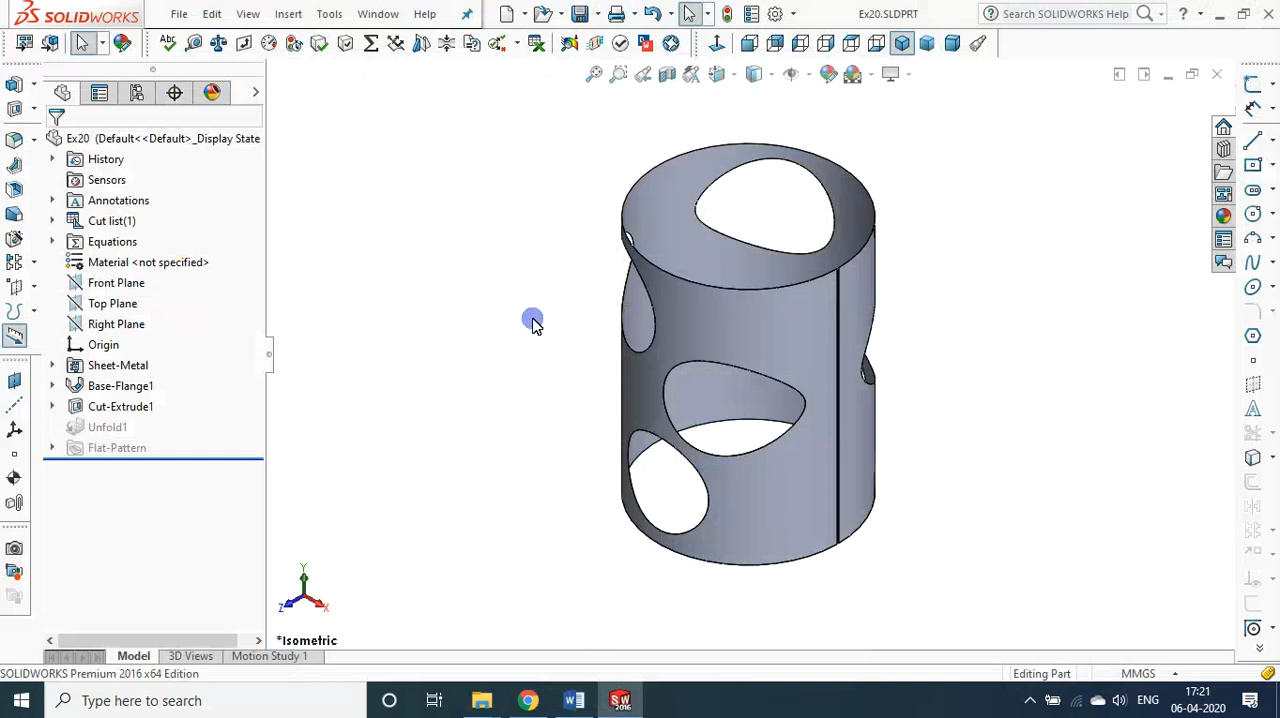 SOLIDWORKS
File Edit View Insert Tools Window Help
Ex20.SLDPRT
Search SOLIDWORKS Help
Ex20 (Default<<Default>_Display State
History
Sensors
Annotations
Cut list(1)
Equations
Material <not specified>
Front Plane
Top Plane
Right Plane
Origin
Sheet-Metal
Base-Flange1
Cut-Extrude1
Unfold1
Flat-Pattern
Y
Z
X
*Isometric
Model 3D Views Motion Study 1
SOLIDWORKS Premium 2016 x64 Edition
Editing Part
MMGS
Type here to search
ENG
17:21
06-04-2020